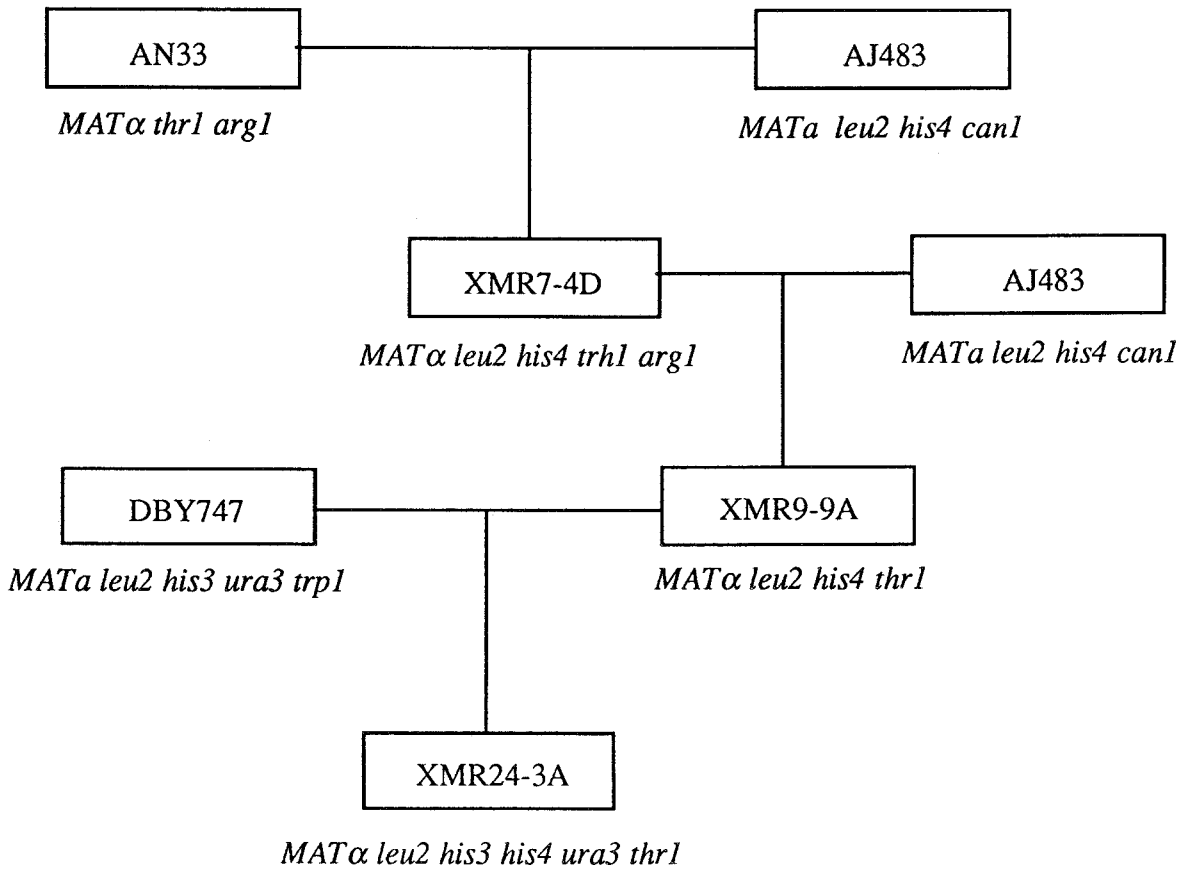 AN33
AJ483
MATα thr1 arg1
MATa leu2 his4 can1
XMR7-4D
AJ483
MATα leu2 his4 trh1 arg1
MATa leu2 his4 can1
DBY747
XMR9-9A
MATa leu2 his3 ura3 trp1
MATα leu2 his4 thr1
XMR24-3A
MATα leu2 his3 his4 ura3 thr1